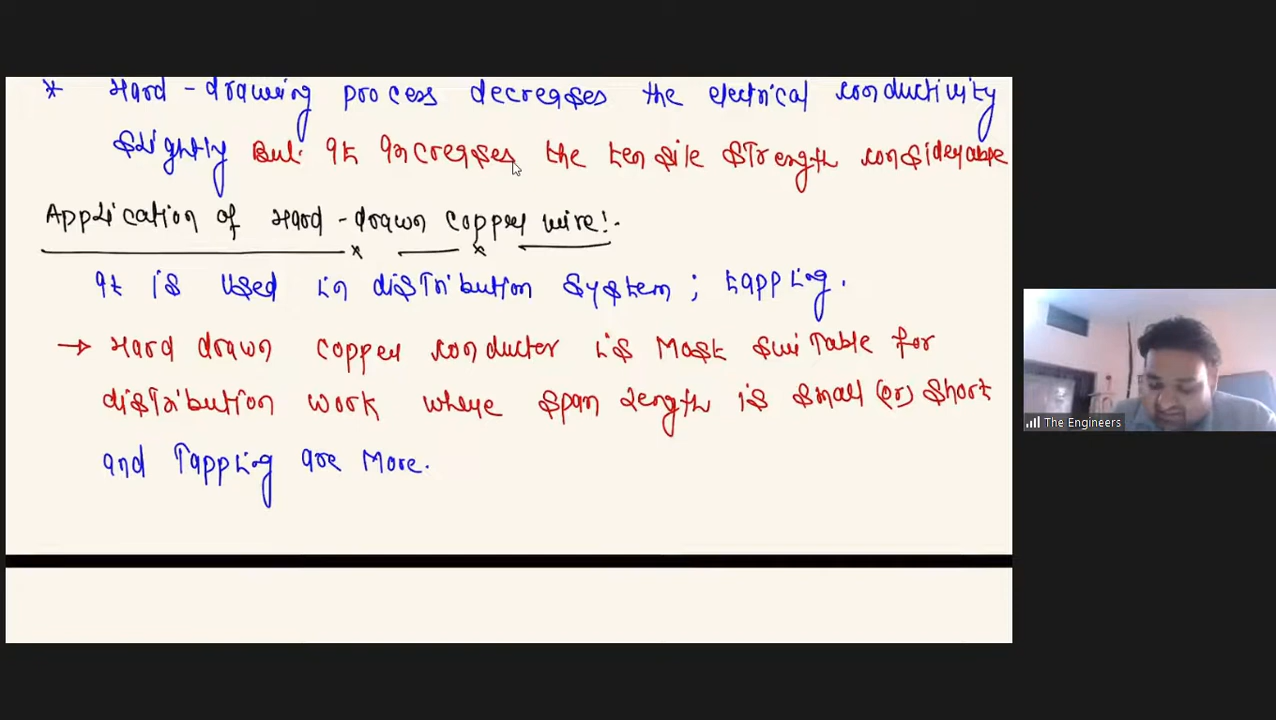 * Hard-drawing process decreases the electrical conductivity
slightly But it increases the tensile strength considerable
Application of Hard-drawn copper wire!-
It is used in distribution system; tappling.
→ Hard drawn copper conductor is Most suitable for
distribution work where span length is small (or) short
and Tappling are More.
The Engineers